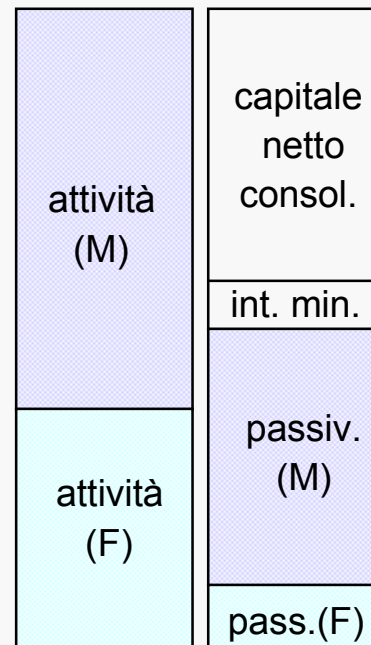 attività
(M)
attività
(F)
capitale
netto
consol.
int. min.
passiv.
(M)
pass.(F)